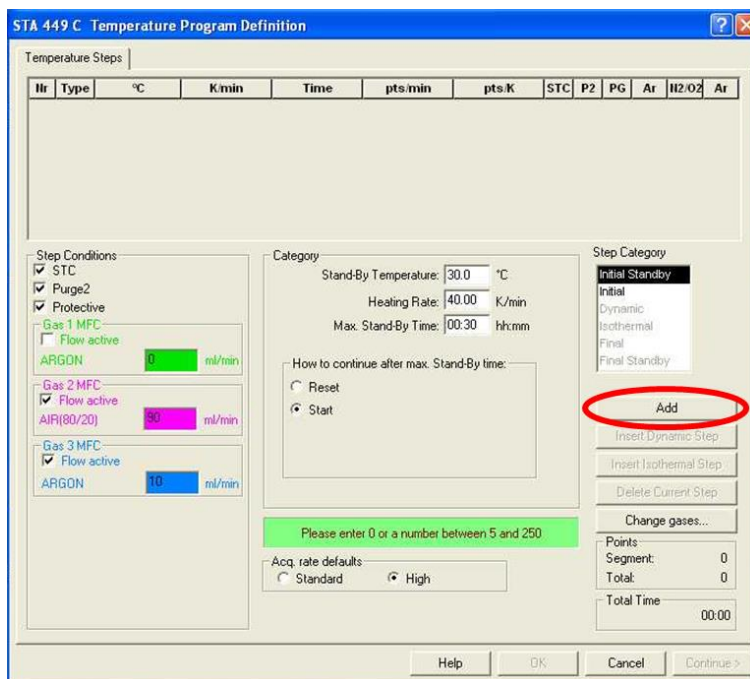 STA 449 C Temperature Program Definition
Temperature Steps
Nr Type °C K/min Time pts/min pts/K STC P2 PG Ar N2/O2 Ar
Step Conditions
STC
Purge2
Protective
Gas 1 MFC
Flow active
ARGON 0 ml/min
Gas 2 MFC
Flow active
AIR(80/20) 90 ml/min
Gas 3 MFC
Flow active
ARGON 10 ml/min
Category
Stand-By Temperature: 30.0 °C
Heating Rate: 40.00 K/min
Max. Stand-By Time: 00:30 hh:mm
How to continue after max. Stand-By time:
Reset
Start
Please enter 0 or a number between 5 and 250
Acq. rate defaults
Standard High
Step Category
Initial Standby
Initial
Dynamic
Isothermal
Final
Final Standby
Add
Insert Dynamic Step
Insert Isothermal Step
Delete Current Step
Change gases...
Points
Segment: 0
Total: 0
Total Time
00:00
Help OK Cancel Continue >